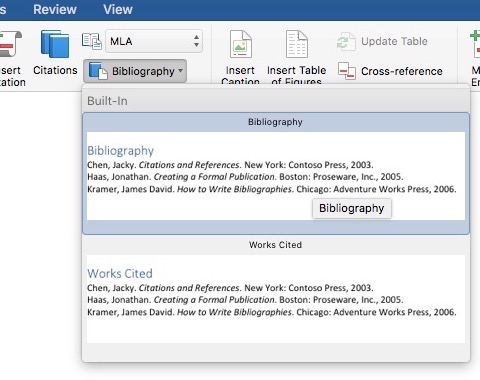 s Review View
MLA
nsert
tation
Citations
Bibliography
Insert
Caption
Insert Table
of Figures
Update Table
Cross-reference
M
En
Built-In
Bibliography
Bibliography
Chen, Jacky. Citations and References. New York: Contoso Press, 2003.
Haas, Jonathan. Creating a Formal Publication. Boston: Proseware, Inc., 2005.
Kramer, James David. How to Write Bibliographies. Chicago: Adventure Works Press, 2006.
Bibliography
Works Cited
Works Cited
Chen, Jacky. Citations and References. New York: Contoso Press, 2003.
Haas, Jonathan. Creating a Formal Publication. Boston: Proseware, Inc., 2005.
Kramer, James David. How to Write Bibliographies. Chicago: Adventure Works Press, 2006.